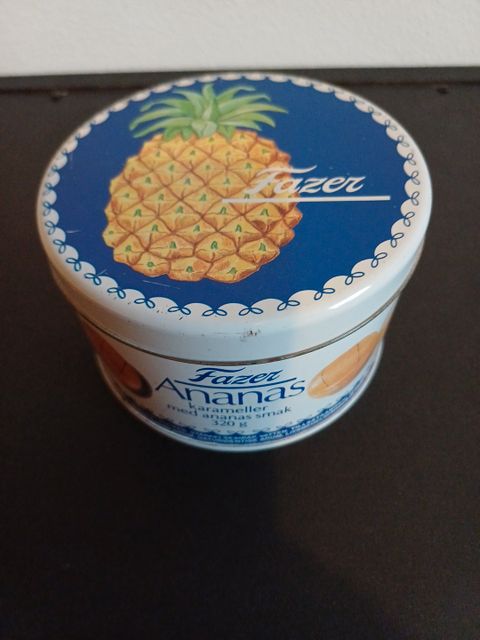 Fazer
Fazer
Ananas
karameller
med ananas smak
320 g